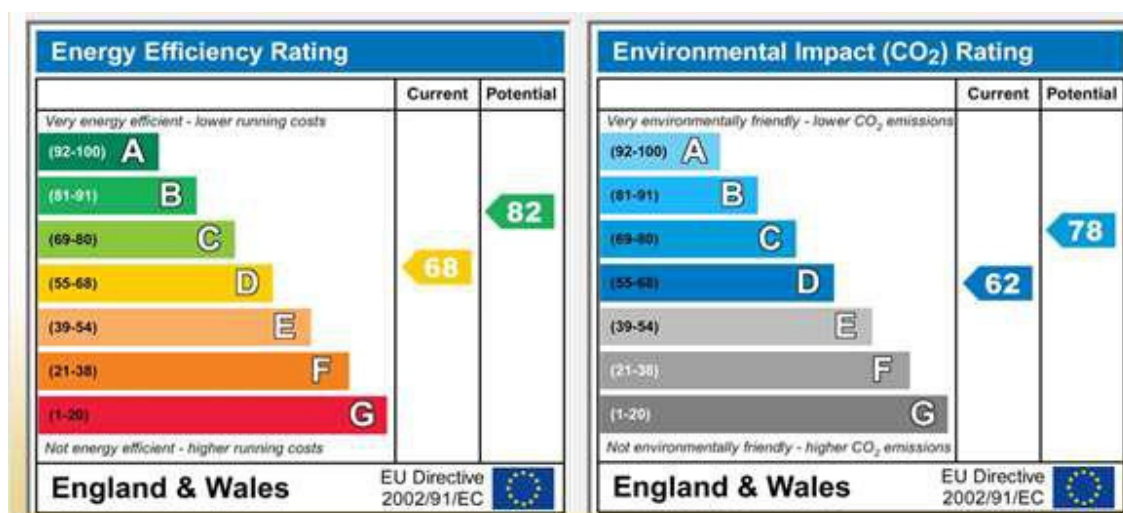 Energy Efficiency Rating
Current Potential
Very energy efficient - lower running costs
(92-100) A
(81-91) B
(69-80) C
(55-68) D
(39-54) E
(21-38) F
(1-20) G
68
82
Not energy efficient - higher running costs
England & Wales
EU Directive
2002/91/EC
Environmental Impact (CO2) Rating
Current Potential
Very environmentally friendly - lower CO2 emissions
(92-100) A
(81-91) B
(69-80) C
(55-68) D
(39-54) E
(21-38) F
(1-20) G
62
78
Not environmentally friendly - higher CO2 emissions
England & Wales
EU Directive
2002/91/EC